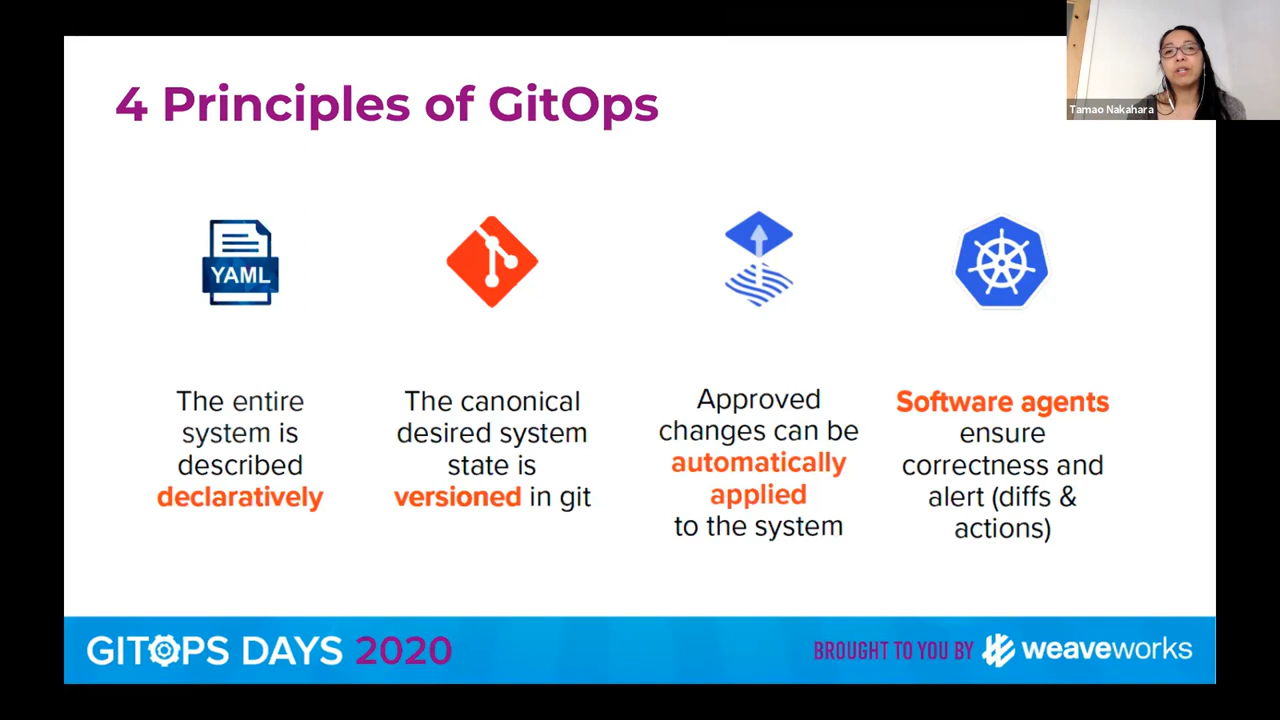 4 Principles of GitOps
Tamao Nakahara
YAML
The entire
system is
described
declaratively
The canonical
desired system
state is
versioned in git
Approved
changes can be
automatically
applied
to the system
Software agents
ensure
correctness and
alert (diffs &
actions)
GITOPS DAYS 2020
BROUGHT TO YOU BY weaveworks